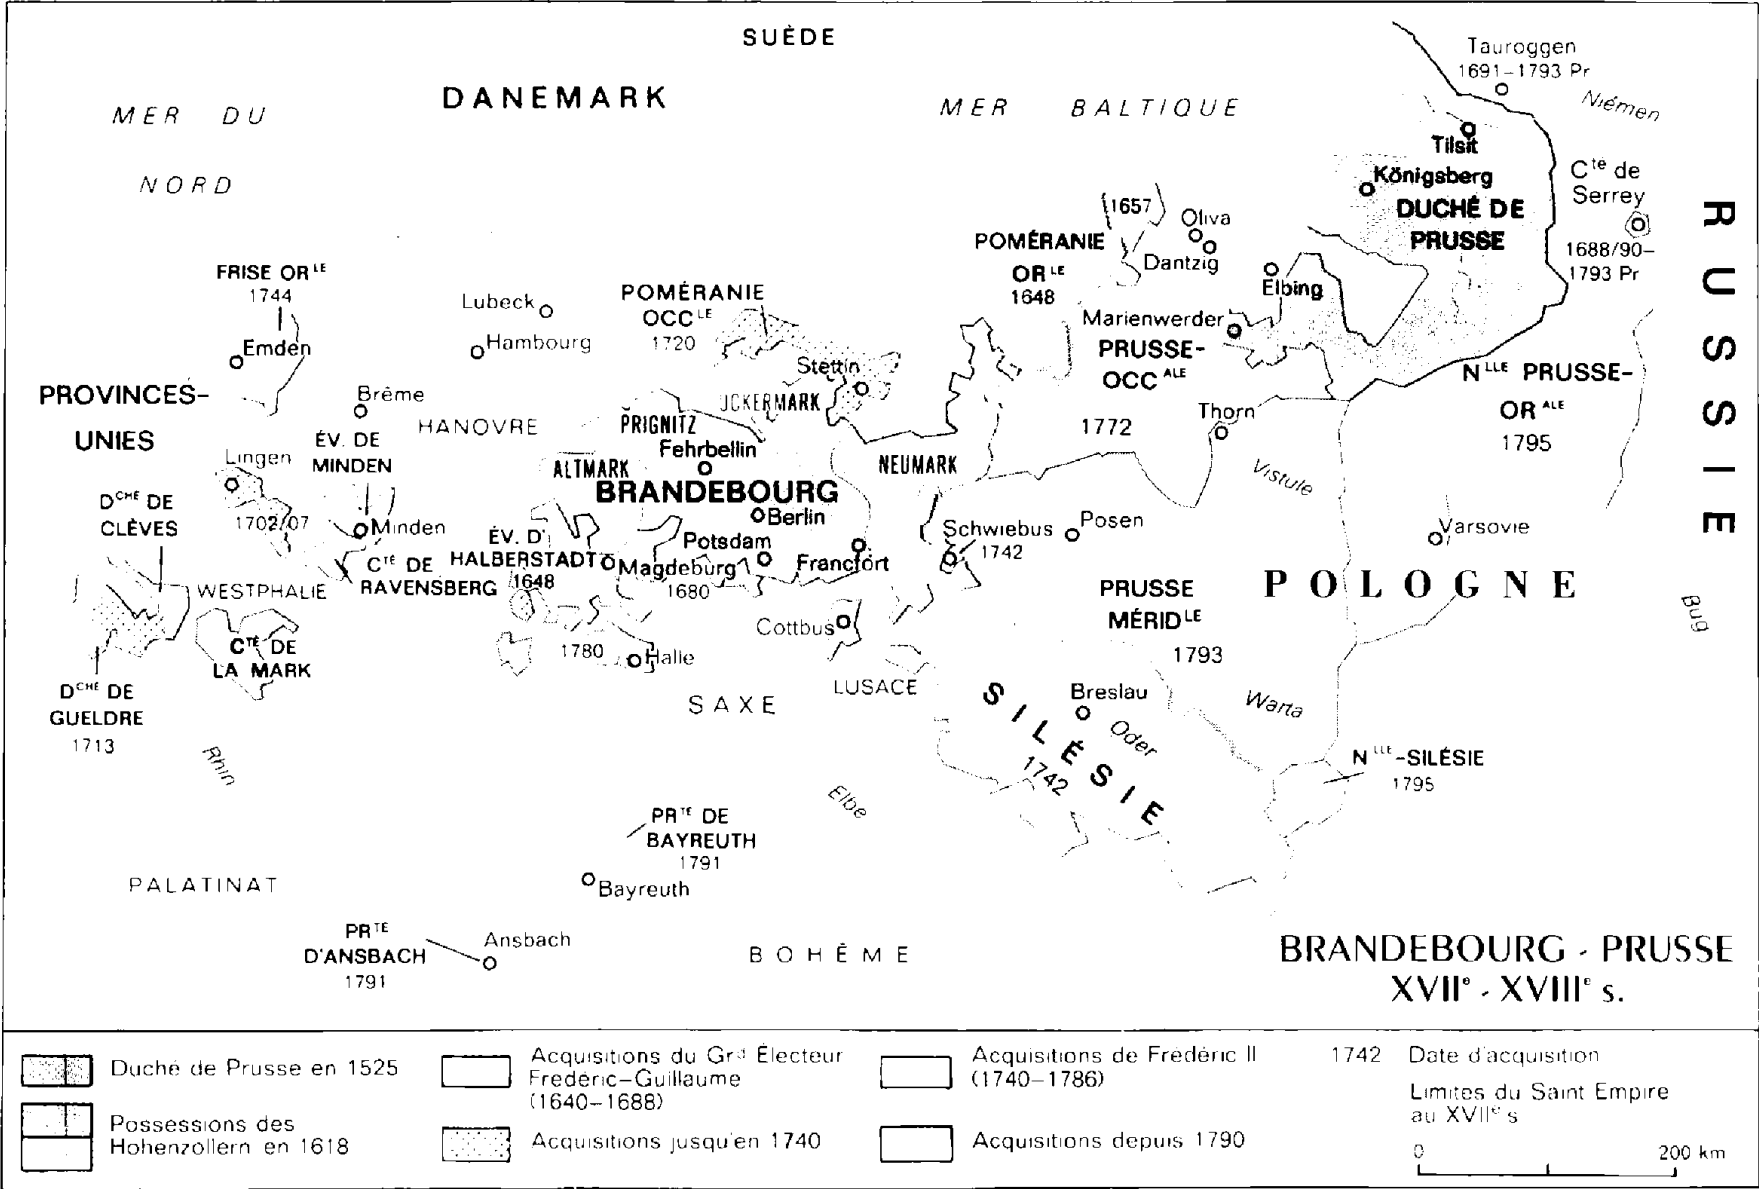 SUÈDE
DANEMARK
MER DU
NORD
MER BALTIQUE
Tauroggen
1691–1793 Pr
Niémen
Tilsit
Königsberg
DUCHÉ DE
PRUSSE
Cté de
Serrey
1688/90–
1793 Pr
RUSSIE
(1657)
Oliva
Dantzig
POMÉRANIE
ORLE
1648
Elbing
Marienwerder
PRUSSE-
OCCALE
1772
Thorn
NLLE PRUSSE-
ORALE
1795
FRISE ORLE
1744
Emden
Lubeck
Hambourg
POMÉRANIE
OCCLE
1720
Stettin
PROVINCES-
UNIES
Brême
HANOVRE
PRIGNITZ
UCKERMARK
Fehrbellin
ALTMARK
NEUMARK
BRANDEBOURG
Berlin
ÉV. DE
MINDEN
Lingen
1702/07
Minden
DCHÉ DE
CLÈVES
CTÉ DE
RAVENSBERG
ÉV. D'
HALBERSTADT
1648
Magdeburg
1680
Potsdam
Francfort
Schwiebus
1742
Posen
Vistule
Varsovie
POLOGNE
Bug
WESTPHALIE
CTÉ DE
LA MARK
DCHÉ DE
GUELDRE
1713
Rhin
1780
Halle
Cottbus
LUSACE
SAXE
PRUSSE
MÉRIDLE
1793
Breslau
Oder
SILÉSIE
1742
Warta
NLLE-SILÉSIE
1795
Elbe
PRTÉ DE
BAYREUTH
1791
Bayreuth
PALATINAT
PRTÉ
D'ANSBACH
1791
Ansbach
BOHÊME
BRANDEBOURG - PRUSSE
XVIIe - XVIIIe s.
Duché de Prusse en 1525
Possessions des
Hohenzollern en 1618
Acquisitions du Grd Électeur
Frédéric–Guillaume
(1640–1688)
Acquisitions jusqu'en 1740
Acquisitions de Frédéric II
(1740–1786)
Acquisitions depuis 1790
1742 Date d'acquisition
Limites du Saint Empire
au XVIIe s
0 200 km